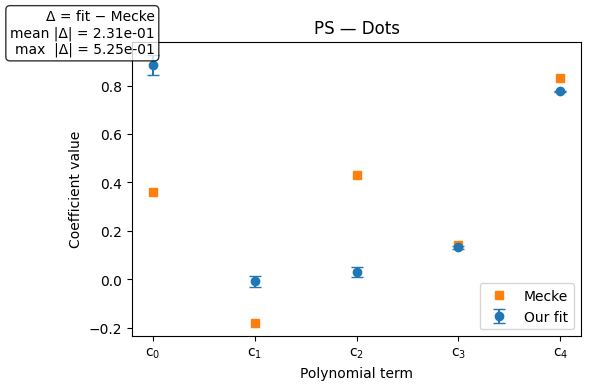 Δ = fit − Mecke
mean |Δ| = 2.31e-01
max |Δ| = 5.25e-01
PS — Dots
Coefficient value
0.8
0.6
0.4
0.2
0.0
−0.2
Mecke
Our fit
c₀ c₁ c₂ c₃ c₄
Polynomial term